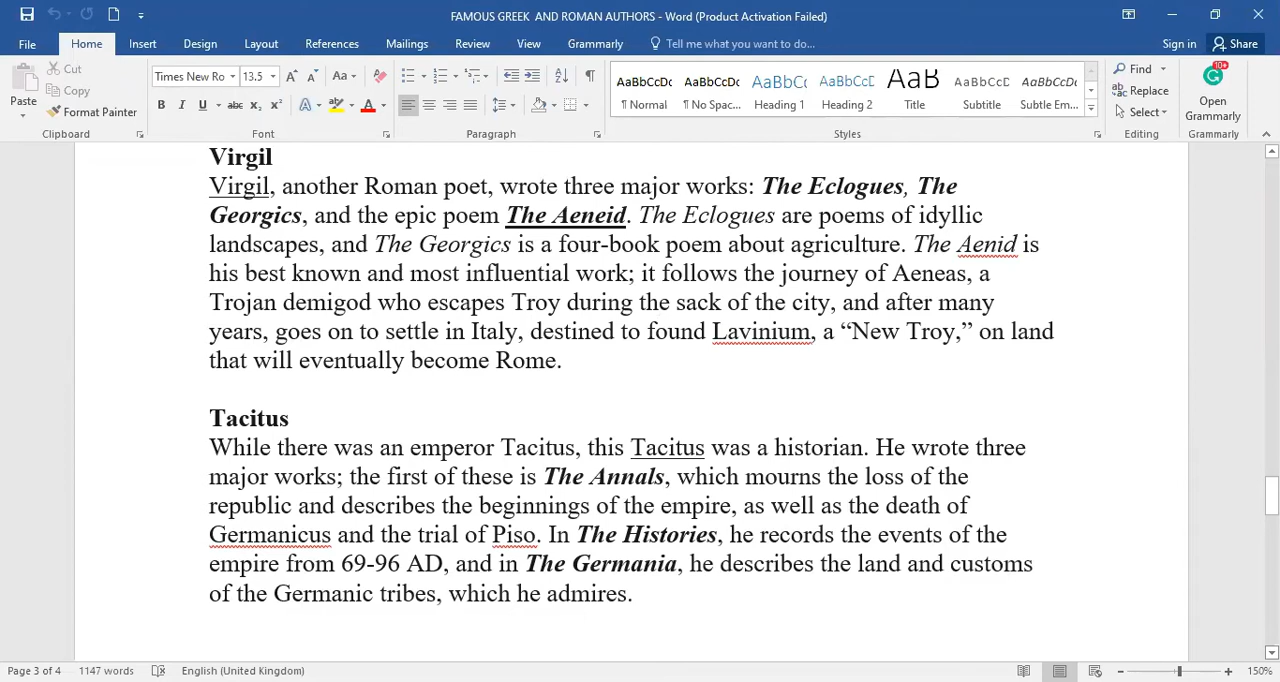 FAMOUS GREEK  AND ROMAN AUTHORS - Word (Product Activation Failed)
File Home Insert Design Layout References Mailings Review View Grammarly Tell me what you want to do... Sign in Share
Cut
Copy
Format Painter
Paste
Clipboard
Times New Ro 13.5
Font
Paragraph
AaBbCcDc AaBbCcDc AaBbCc AaBbCcD AaB AaBbCcD AaBbCcDc
¶ Normal ¶ No Spac... Heading 1 Heading 2 Title Subtitle Subtle Em...
Styles
Find
Replace
Select
Editing
10+
Open
Grammarly
Grammarly
Virgil
Virgil, another Roman poet, wrote three major works: The Eclogues, The
Georgics, and the epic poem The Aeneid. The Eclogues are poems of idyllic
landscapes, and The Georgics is a four-book poem about agriculture. The Aenid is
his best known and most influential work; it follows the journey of Aeneas, a
Trojan demigod who escapes Troy during the sack of the city, and after many
years, goes on to settle in Italy, destined to found Lavinium, a “New Troy,” on land
that will eventually become Rome.
Tacitus
While there was an emperor Tacitus, this Tacitus was a historian. He wrote three
major works; the first of these is The Annals, which mourns the loss of the
republic and describes the beginnings of the empire, as well as the death of
Germanicus and the trial of Piso. In The Histories, he records the events of the
empire from 69-96 AD, and in The Germania, he describes the land and customs
of the Germanic tribes, which he admires.
Page 3 of 4 1147 words English (United Kingdom) 150%